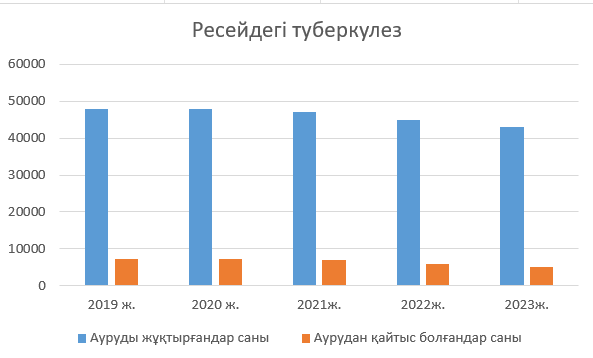 Ресейдегі туберкулез
60000
50000
40000
30000
20000
10000
0
2019 ж.
2020 ж.
2021ж.
2022ж.
2023ж.
Ауруды жұқтырғандар саны
Аурудан қайтыс болғандар саны